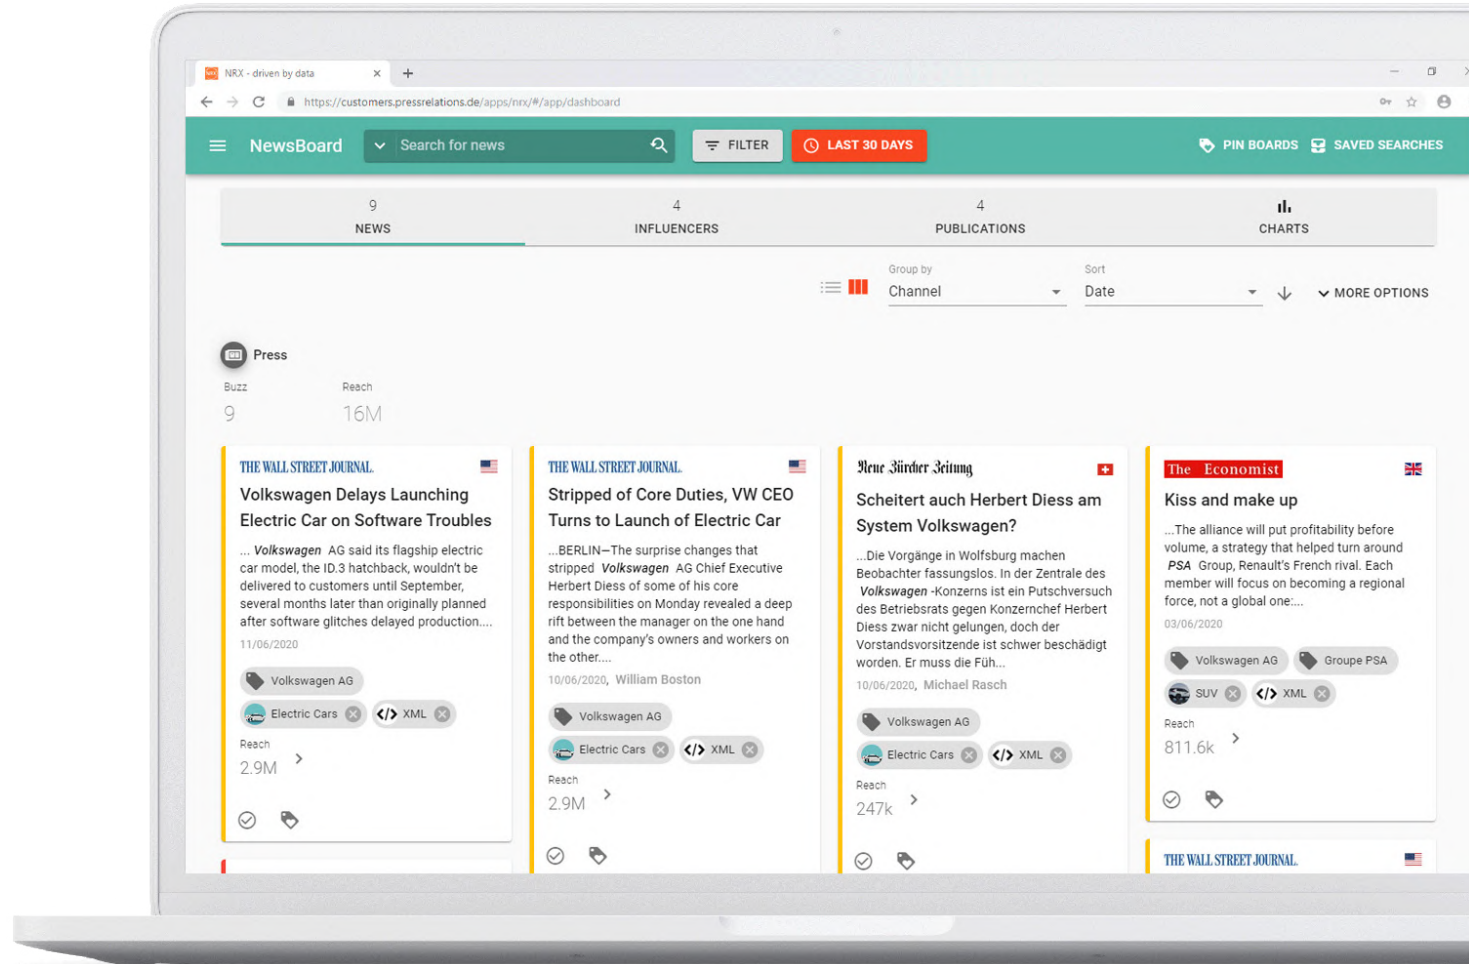 NRX - driven by data
https://customers.pressrelations.de/apps/nrx/#/app/dashboard
NewsBoard
Search for news
FILTER
LAST 30 DAYS
PIN BOARDS
SAVED SEARCHES
9
NEWS
4
INFLUENCERS
4
PUBLICATIONS
CHARTS
Group by
Channel
Sort
Date
MORE OPTIONS
Press
Buzz
9
Reach
16M
THE WALL STREET JOURNAL.
Volkswagen Delays Launching
Electric Car on Software Troubles
... Volkswagen AG said its flagship electric
car model, the ID.3 hatchback, wouldn't be
delivered to customers until September,
several months later than originally planned
after software glitches delayed production....
11/06/2020
Volkswagen AG
Electric Cars
</> XML
Reach
2.9M
THE WALL STREET JOURNAL.
Stripped of Core Duties, VW CEO
Turns to Launch of Electric Car
...BERLIN—The surprise changes that
stripped Volkswagen AG Chief Executive
Herbert Diess of some of his core
responsibilities on Monday revealed a deep
rift between the manager on the one hand
and the company's owners and workers on
the other....
10/06/2020, William Boston
Volkswagen AG
Electric Cars
</> XML
Reach
2.9M
Neue Zürcher Zeitung
Scheitert auch Herbert Diess am
System Volkswagen?
...Die Vorgänge in Wolfsburg machen
Beobachter fassungslos. In der Zentrale des
Volkswagen -Konzerns ist ein Putschversuch
des Betriebsrats gegen Konzernchef Herbert
Diess zwar nicht gelungen, doch der
Vorstandsvorsitzende ist schwer beschädigt
worden. Er muss die Füh...
10/06/2020, Michael Rasch
Volkswagen AG
Electric Cars
</> XML
Reach
247k
The Economist
Kiss and make up
...The alliance will put profitability before
volume, a strategy that helped turn around
PSA Group, Renault's French rival. Each
member will focus on becoming a regional
force, not a global one:...
03/06/2020
Volkswagen AG
Groupe PSA
SUV
</> XML
Reach
811.6k
THE WALL STREET JOURNAL.